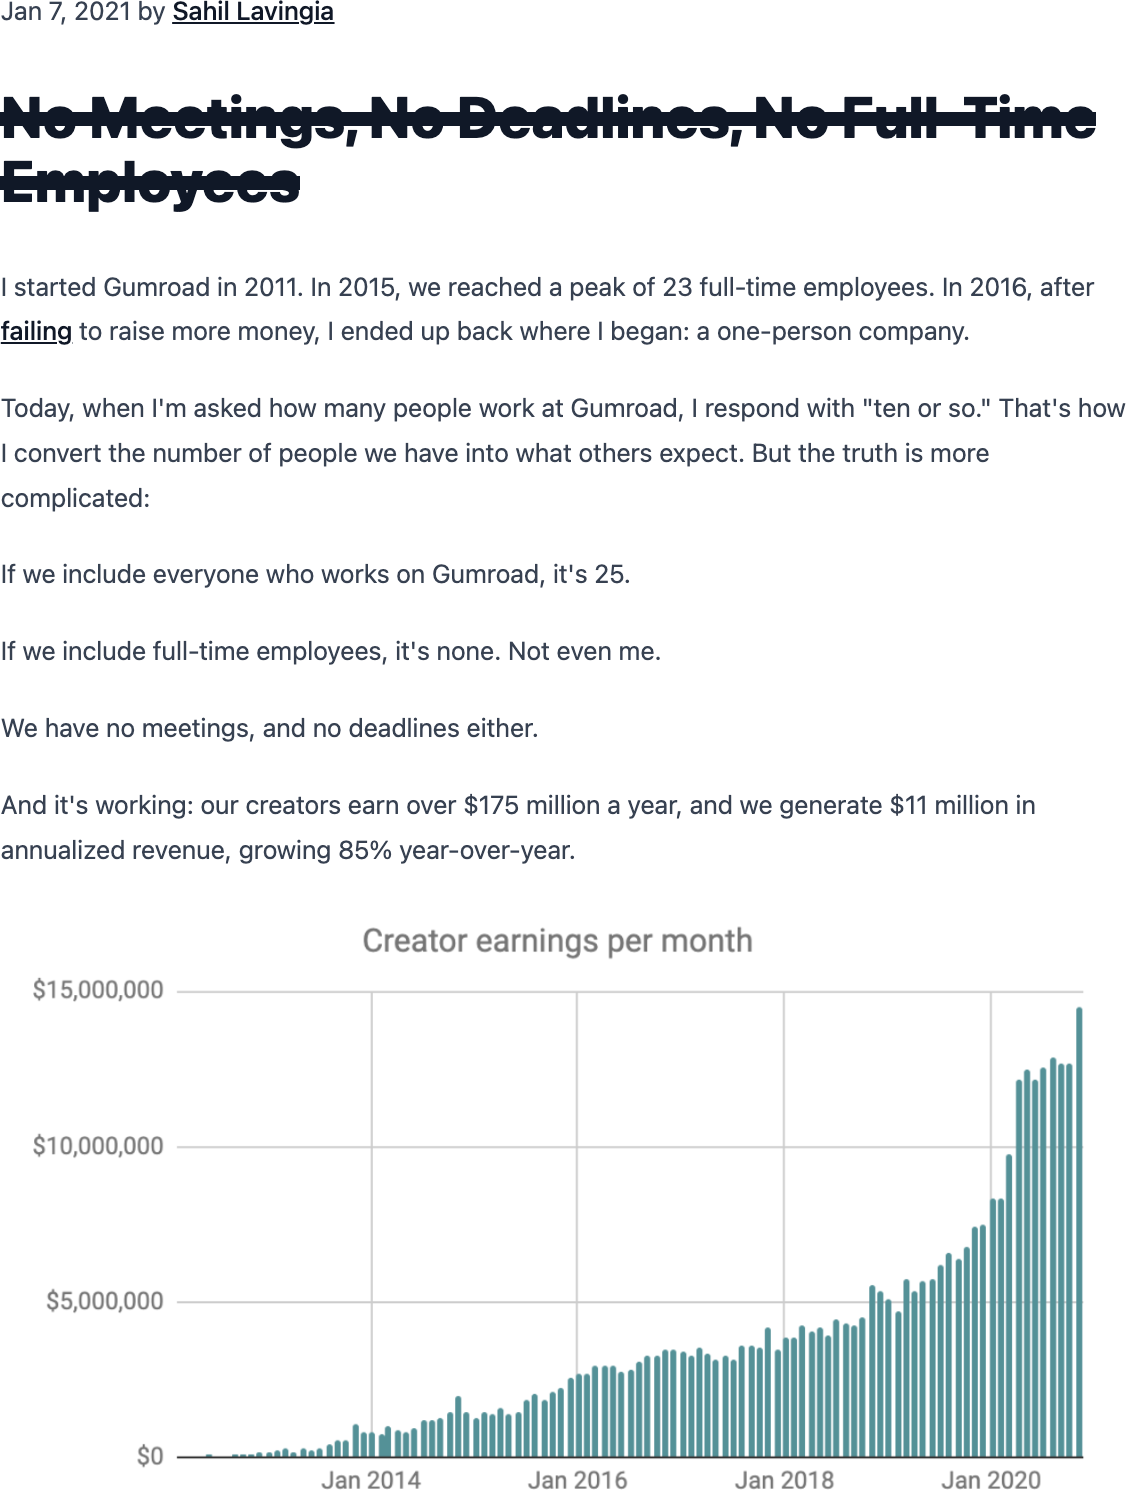 Jan 7, 2021 by Sahil Lavingia
No Meetings, No Deadlines, No Full-Time
Employees
I started Gumroad in 2011. In 2015, we reached a peak of 23 full-time employees. In 2016, after
failing to raise more money, I ended up back where I began: a one-person company.
Today, when I'm asked how many people work at Gumroad, I respond with "ten or so." That's how
I convert the number of people we have into what others expect. But the truth is more
complicated:
If we include everyone who works on Gumroad, it's 25.
If we include full-time employees, it's none. Not even me.
We have no meetings, and no deadlines either.
And it's working: our creators earn over $175 million a year, and we generate $11 million in
annualized revenue, growing 85% year-over-year.
Creator earnings per month
$15,000,000
$10,000,000
$5,000,000
$0
Jan 2014 Jan 2016 Jan 2018 Jan 2020